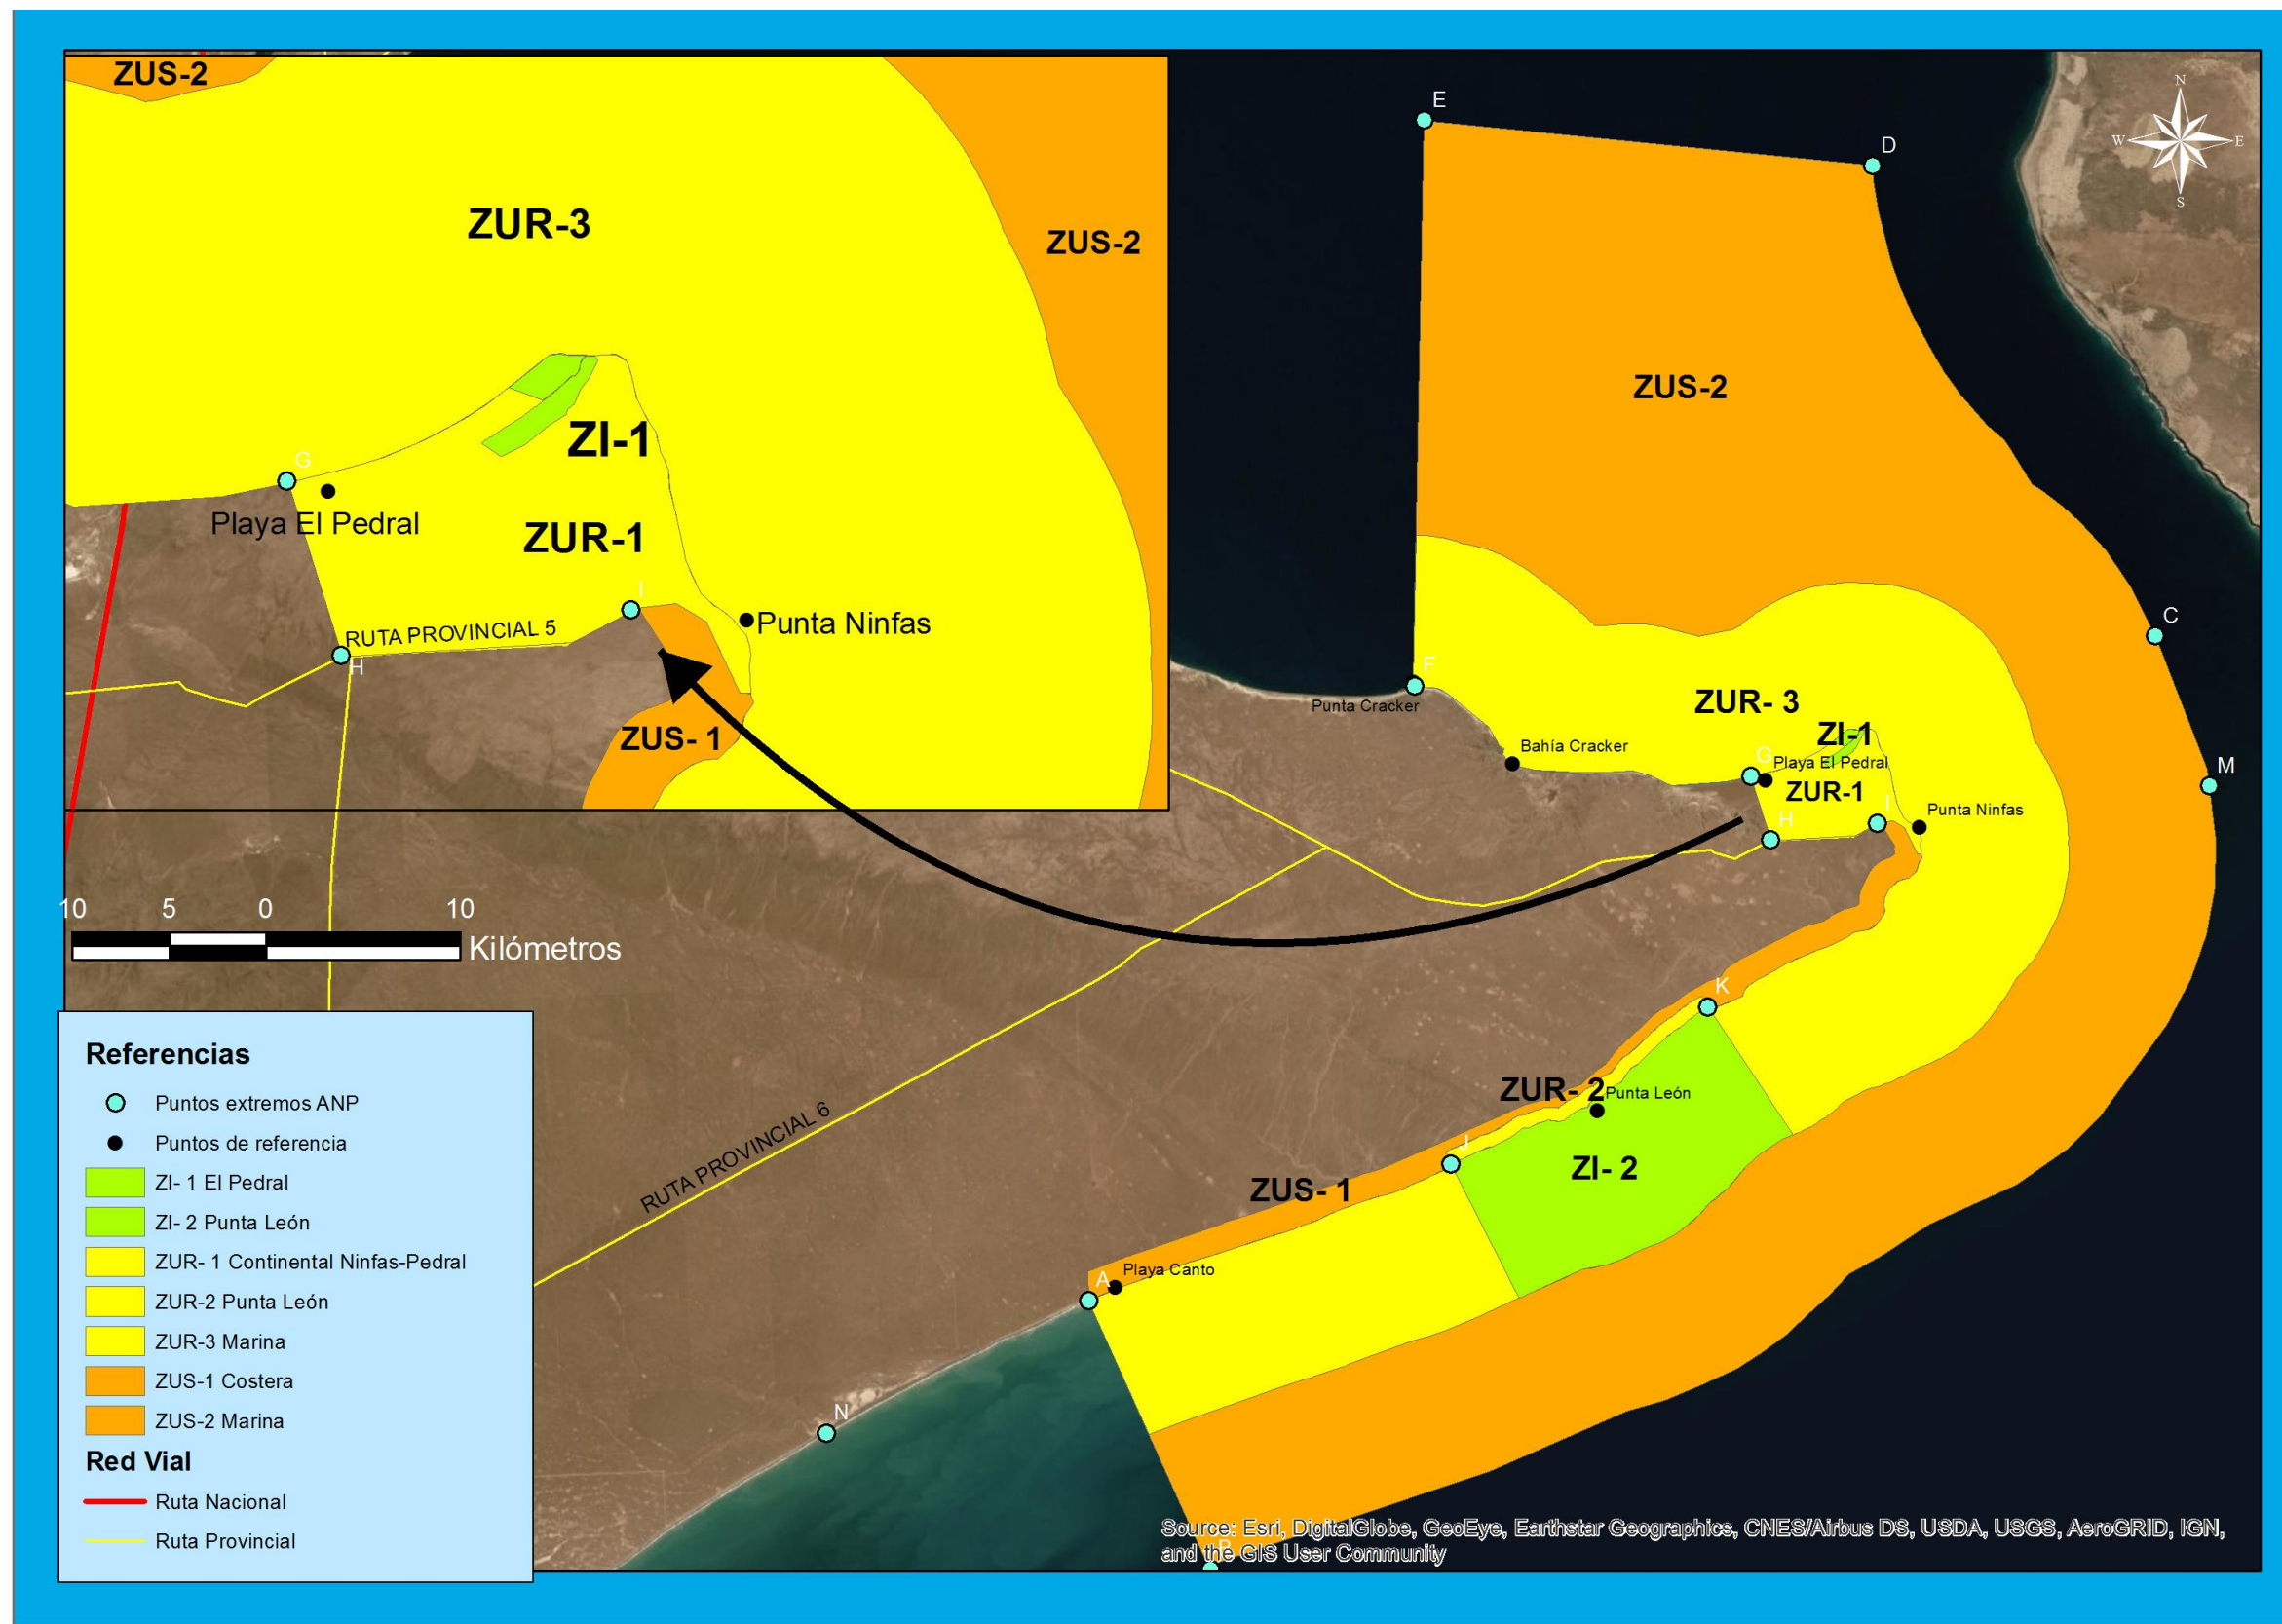 ZUS-2
ZUR-3
ZUS-2
ZI-1
G
Playa El Pedral
ZUR-1
I
RUTA PROVINCIAL 5
H
Punta Ninfas
ZUS- 1
E
D
N
W
E
S
ZUS-2
C
F
Punta Cracker
ZUR- 3
ZI-1
Bahía Cracker
G
Playa El Pedral
M
ZUR-1
I
Punta Ninfas
H
10 5 0 10
Kilómetros
K
ZUR- 2
Punta León
RUTA PROVINCIAL 6
J
ZI- 2
ZUS- 1
A
Playa Canto
N
B
Referencias
Puntos extremos ANP
Puntos de referencia
ZI- 1 El Pedral
ZI- 2 Punta León
ZUR- 1 Continental Ninfas-Pedral
ZUR-2 Punta León
ZUR-3 Marina
ZUS-1 Costera
ZUS-2 Marina
Red Vial
Ruta Nacional
Ruta Provincial
Source: Esri, DigitalGlobe, GeoEye, Earthstar Geographics, CNES/Airbus DS, USDA, USGS, AeroGRID, IGN,
and the GIS User Community